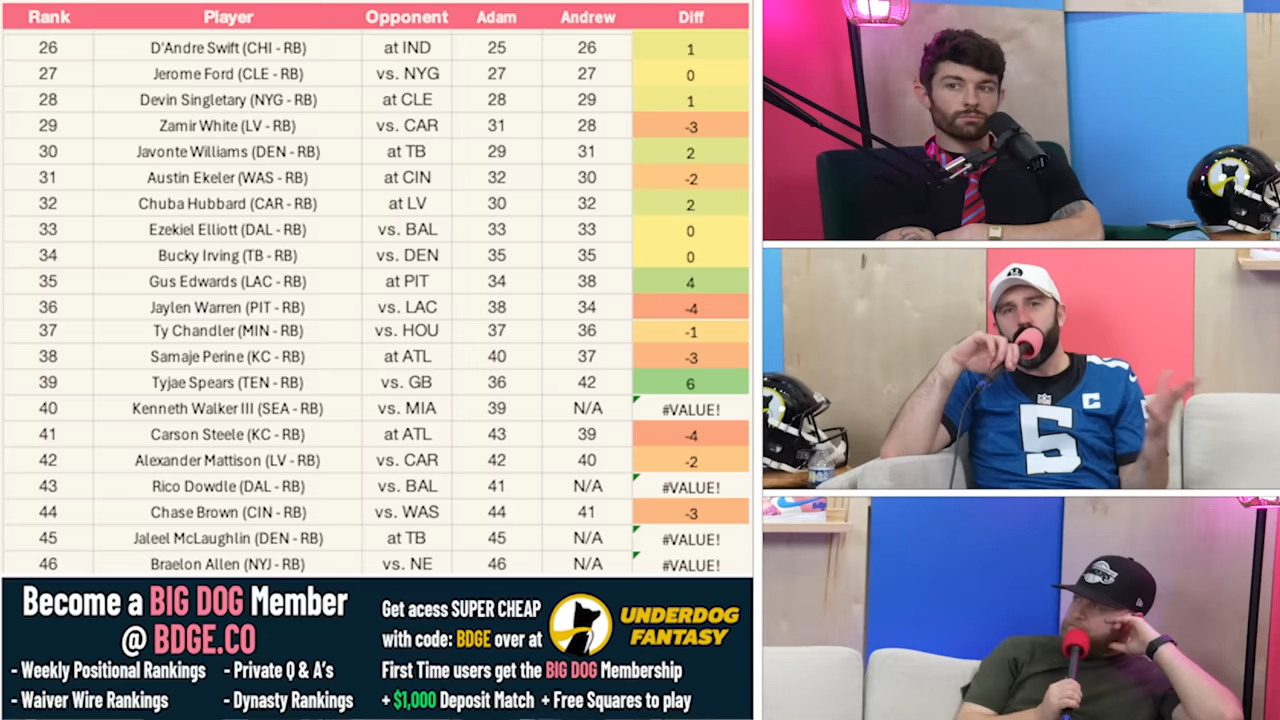 Rank Player Opponent Adam Andrew Diff
26 D'Andre Swift (CHI - RB) at IND 25 26 1
27 Jerome Ford (CLE - RB) vs. NYG 27 27 0
28 Devin Singletary (NYG - RB) at CLE 28 29 1
29 Zamir White (LV - RB) vs. CAR 31 28 -3
30 Javonte Williams (DEN - RB) at TB 29 31 2
31 Austin Ekeler (WAS - RB) at CIN 32 30 -2
32 Chuba Hubbard (CAR - RB) at LV 30 32 2
33 Ezekiel Elliott (DAL - RB) vs. BAL 33 33 0
34 Bucky Irving (TB - RB) vs. DEN 35 35 0
35 Gus Edwards (LAC - RB) at PIT 34 38 4
36 Jaylen Warren (PIT - RB) vs. LAC 38 34 -4
37 Ty Chandler (MIN - RB) vs. HOU 37 36 -1
38 Samaje Perine (KC - RB) at ATL 40 37 -3
39 Tyjae Spears (TEN - RB) vs. GB 36 42 6
40 Kenneth Walker III (SEA - RB) vs. MIA 39 N/A #VALUE!
41 Carson Steele (KC - RB) at ATL 43 39 -4
42 Alexander Mattison (LV - RB) vs. CAR 42 40 -2
43 Rico Dowdle (DAL - RB) vs. BAL 41 N/A #VALUE!
44 Chase Brown (CIN - RB) vs. WAS 44 41 -3
45 Jaleel McLaughlin (DEN - RB) at TB 45 N/A #VALUE!
46 Braelon Allen (NYJ - RB) vs. NE 46 N/A #VALUE!
Become a BIG DOG Member
@ BDGE.CO
- Weekly Positional Rankings - Private Q & A's
- Waiver Wire Rankings - Dynasty Rankings
Get acess SUPER CHEAP
with code: BDGE over at
UNDERDOG
FANTASY
First Time users get the BIG DOG Membership
+ $1,000 Deposit Match + Free Squares to play
C
5